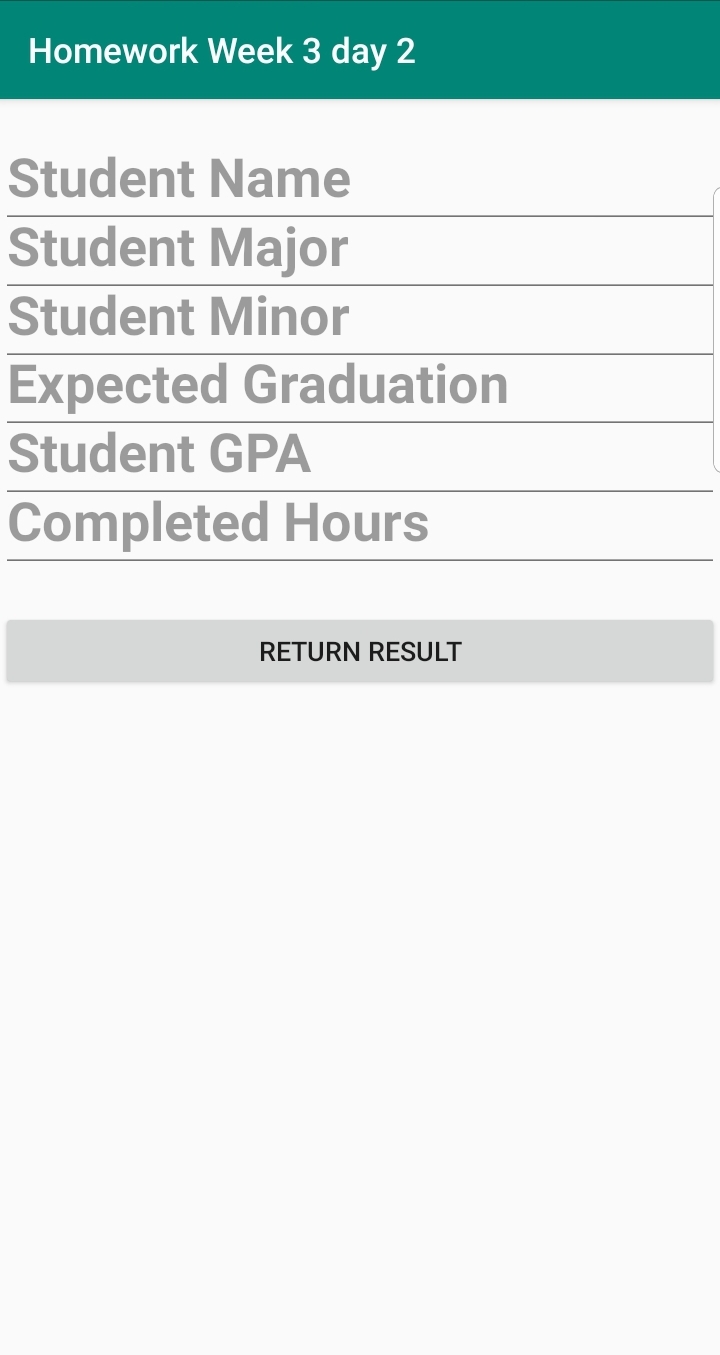 Homework Week 3 day 2
Student Name
Student Major
Student Minor
Expected Graduation
Student GPA
Completed Hours
RETURN RESULT